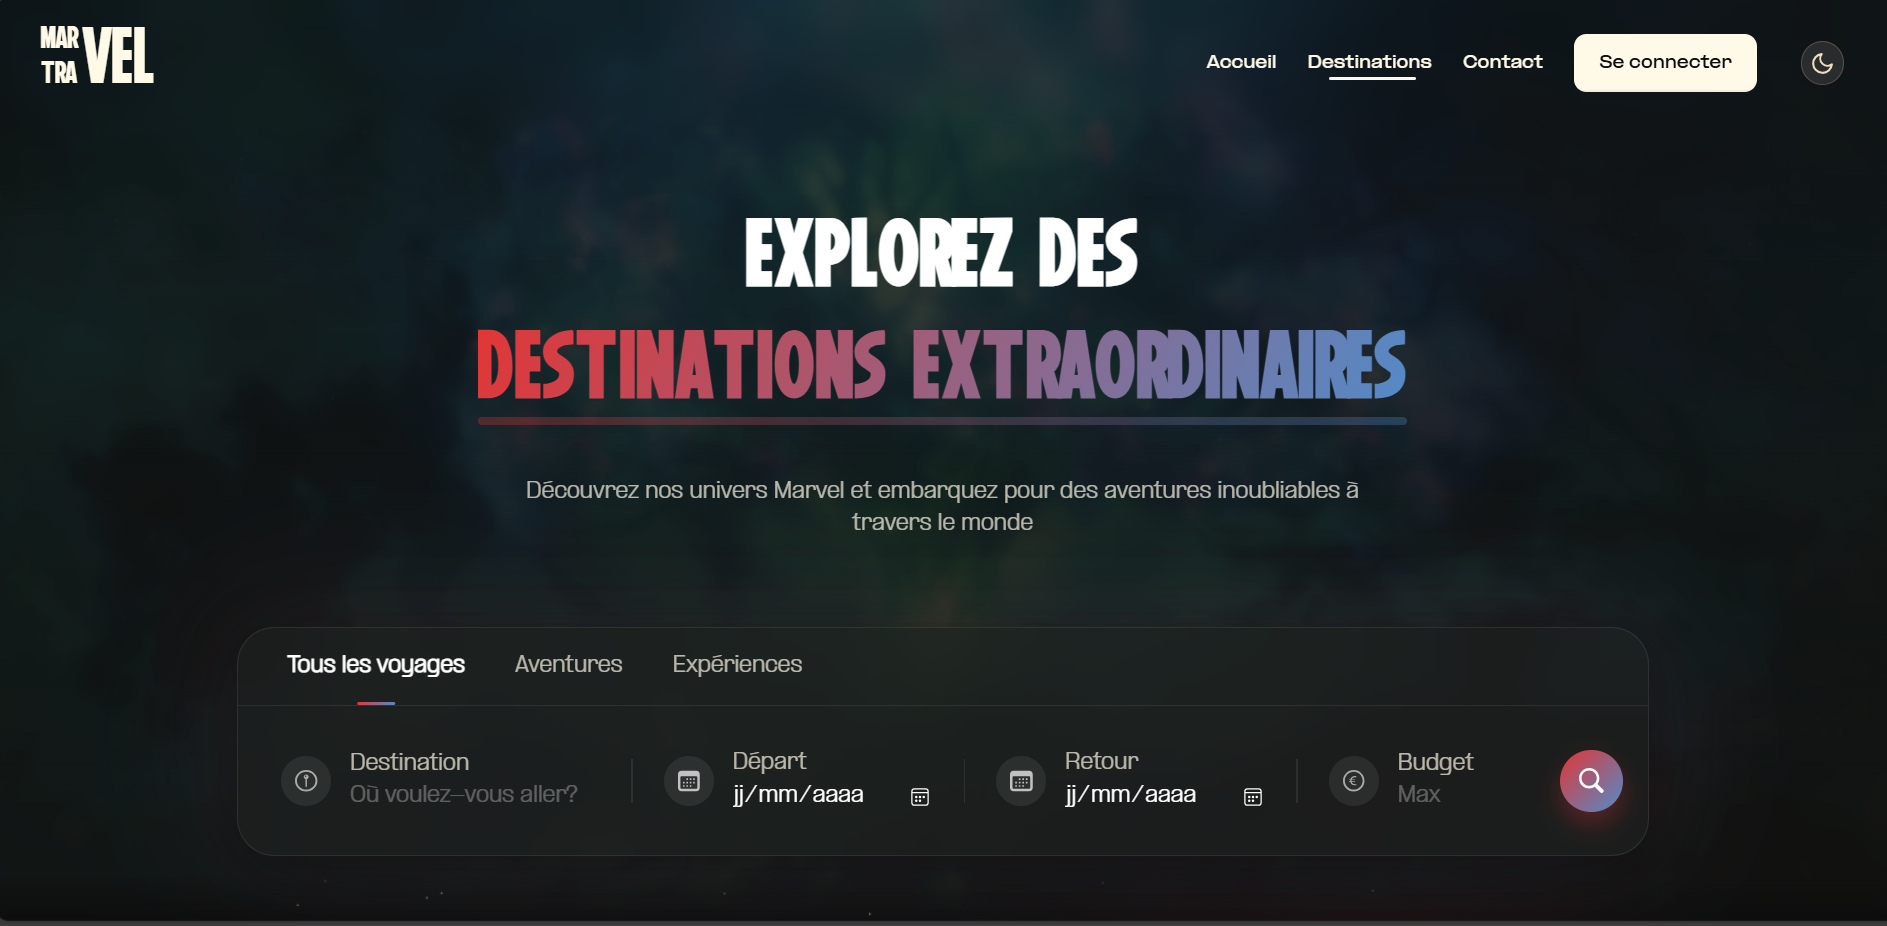 MAR VEL
TRA
Accueil Destinations Contact Se connecter
EXPLOREZ DES
DESTINATIONS EXTRAORDINAIRES
Découvrez nos univers Marvel et embarquez pour des aventures inoubliables à
travers le monde
Tous les voyages Aventures Expériences
Destination Départ Retour Budget
Où voulez-vous aller? jj/mm/aaaa jj/mm/aaaa € Max